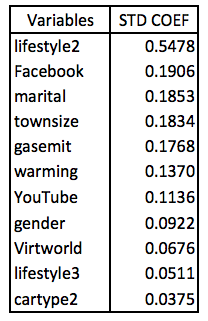 Variables STD COEF
lifestyle2 0.5478
Facebook 0.1906
marital 0.1853
townsize 0.1834
gasemit 0.1768
warming 0.1370
YouTube 0.1136
gender 0.0922
Virtworld 0.0676
lifestyle3 0.0511
cartype2 0.0375